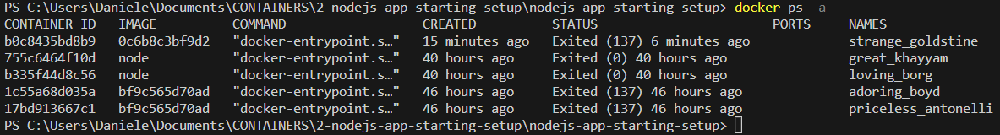 PS C:\Users\Daniele\Documents\CONTAINERS\2-nodejs-app-starting-setup\nodejs-app-starting-setup> docker ps -a
CONTAINER ID   IMAGE          COMMAND                  CREATED          STATUS                       PORTS     NAMES
b0c8435bd8b9   0c6b8c3bf9d2   "docker-entrypoint.s…"   15 minutes ago   Exited (137) 6 minutes ago             strange_goldstine
755c6464f10d   node           "docker-entrypoint.s…"   40 hours ago     Exited (0) 40 hours ago                great_khayyam
b335f44d8c56   node           "docker-entrypoint.s…"   40 hours ago     Exited (0) 40 hours ago                loving_borg
1c55a68d035a   bf9c565d70ad   "docker-entrypoint.s…"   46 hours ago     Exited (137) 46 hours ago              adoring_boyd
17bd913667c1   bf9c565d70ad   "docker-entrypoint.s…"   46 hours ago     Exited (137) 46 hours ago              priceless_antonelli
PS C:\Users\Daniele\Documents\CONTAINERS\2-nodejs-app-starting-setup\nodejs-app-starting-setup>